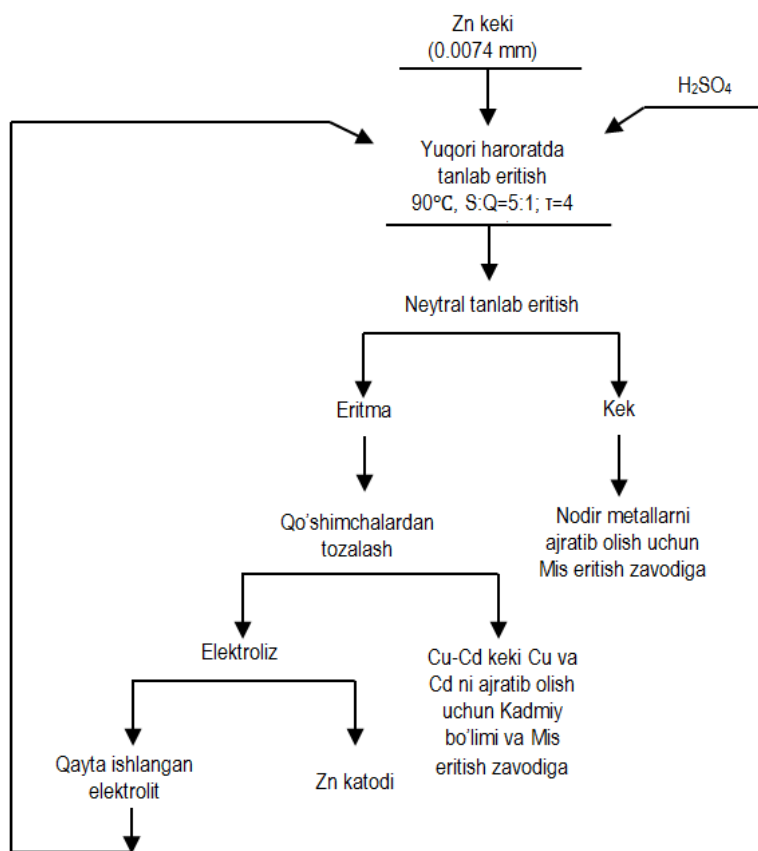 Zn keki
(0.0074 mm)
H₂SO₄
Yuqori haroratda
tanlab eritish
90℃, S:Q=5:1; τ=4
Neytral tanlab eritish
Eritma
Kek
Qo’shimchalardan
tozalash
Nodir metallarni
ajratib olish uchun
Mis eritish zavodiga
Elektroliz
Cu-Cd keki Cu va
Cd ni ajratib olish
uchun Kadmiy
bo’limi va Mis
eritish zavodiga
Qayta ishlangan
elektrolit
Zn katodi